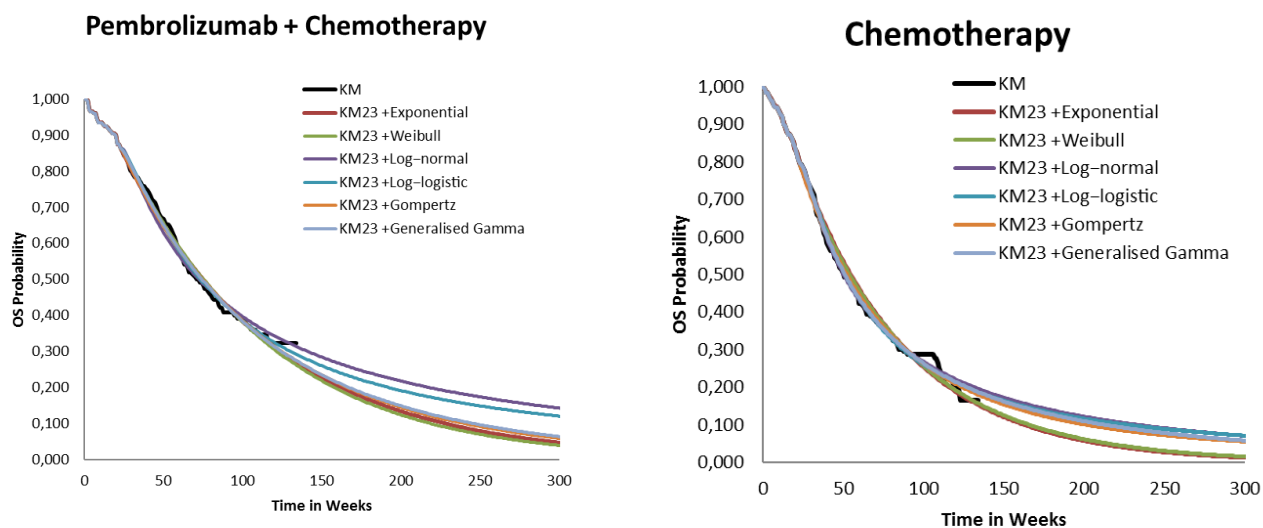 Pembrolizumab + Chemotherapy
KM
KM23 +Exponential
KM23 +Weibull
KM23 +Log–normal
KM23 +Log–logistic
KM23 +Gompertz
KM23 +Generalised Gamma
1,000
0,900
0,800
0,700
0,600
0,500
0,400
0,300
0,200
0,100
0,000
OS Probability
0 50 100 150 200 250 300
Time in Weeks
Chemotherapy
KM
KM23 +Exponential
KM23 +Weibull
KM23 +Log–normal
KM23 +Log–logistic
KM23 +Gompertz
KM23 +Generalised Gamma
1,000
0,900
0,800
0,700
0,600
0,500
0,400
0,300
0,200
0,100
0,000
OS Probability
0 50 100 150 200 250 300
Time in Weeks